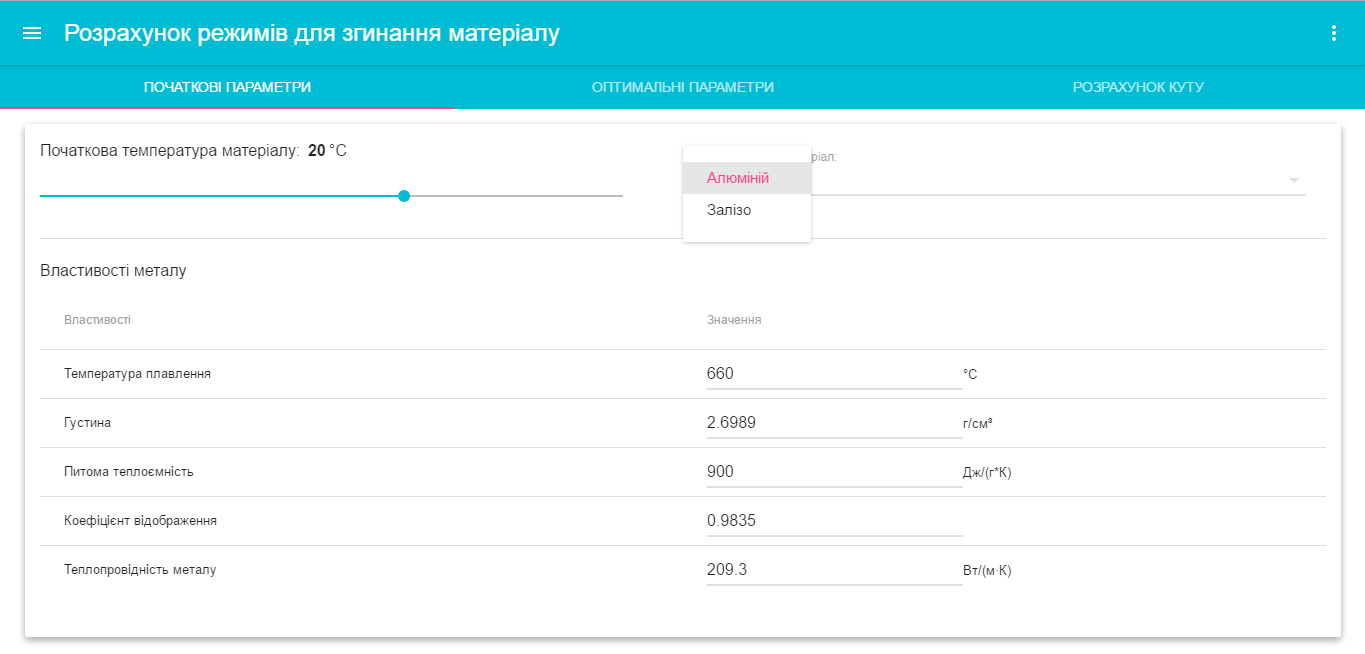 Розрахунок режимів для згинання матеріалу
ПОЧАТКОВІ ПАРАМЕТРИ
ОПТИМАЛЬНІ ПАРАМЕТРИ
РОЗРАХУНОК КУТУ
Початкова температура матеріалу: 20 °C
ріал:
Алюміній
Залізо
Властивості металу
Властивості Значення
Температура плавлення 660 °C
Густина 2.6989 г/см³
Питома теплоємність 900 Дж/(г*К)
Коефіцієнт відображення 0.9835
Теплопровідність металу 209.3 Вт/(м·К)